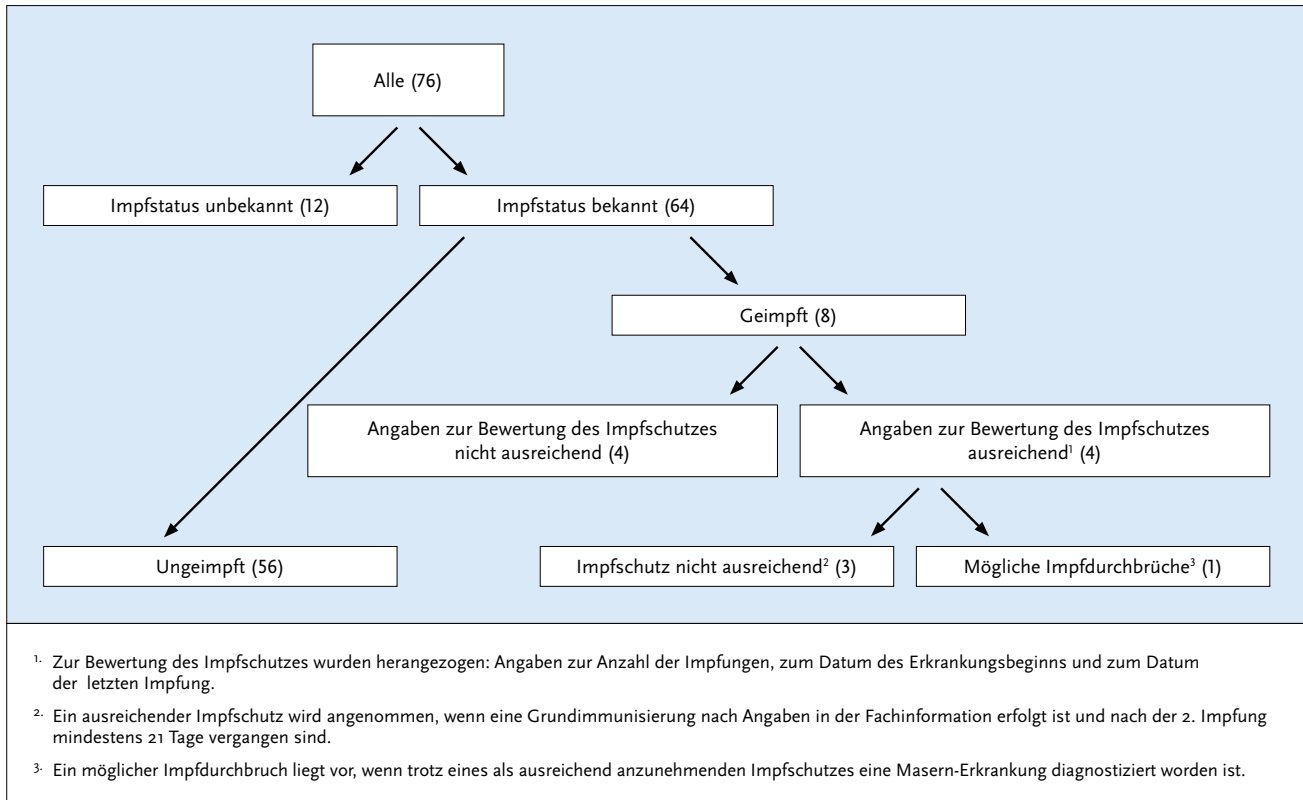 Alle (76)
Impfstatus unbekannt (12)
Impfstatus bekannt (64)
Geimpft (8)
Angaben zur Bewertung des Impfschutzes
nicht ausreichend (4)
Angaben zur Bewertung des Impfschutzes
ausreichend¹ (4)
Ungeimpft (56)
Impfschutz nicht ausreichend² (3)
Mögliche Impfdurchbrüche³ (1)
1. Zur Bewertung des Impfschutzes wurden herangezogen: Angaben zur Anzahl der Impfungen, zum Datum des Erkrankungsbeginns und zum Datum
der letzten Impfung.
2. Ein ausreichender Impfschutz wird angenommen, wenn eine Grundimmunisierung nach Angaben in der Fachinformation erfolgt ist und nach der 2. Impfung
mindestens 21 Tage vergangen sind.
3. Ein möglicher Impfdurchbruch liegt vor, wenn trotz eines als ausreichend anzunehmenden Impfschutzes eine Masern-Erkrankung diagnostiziert worden ist.